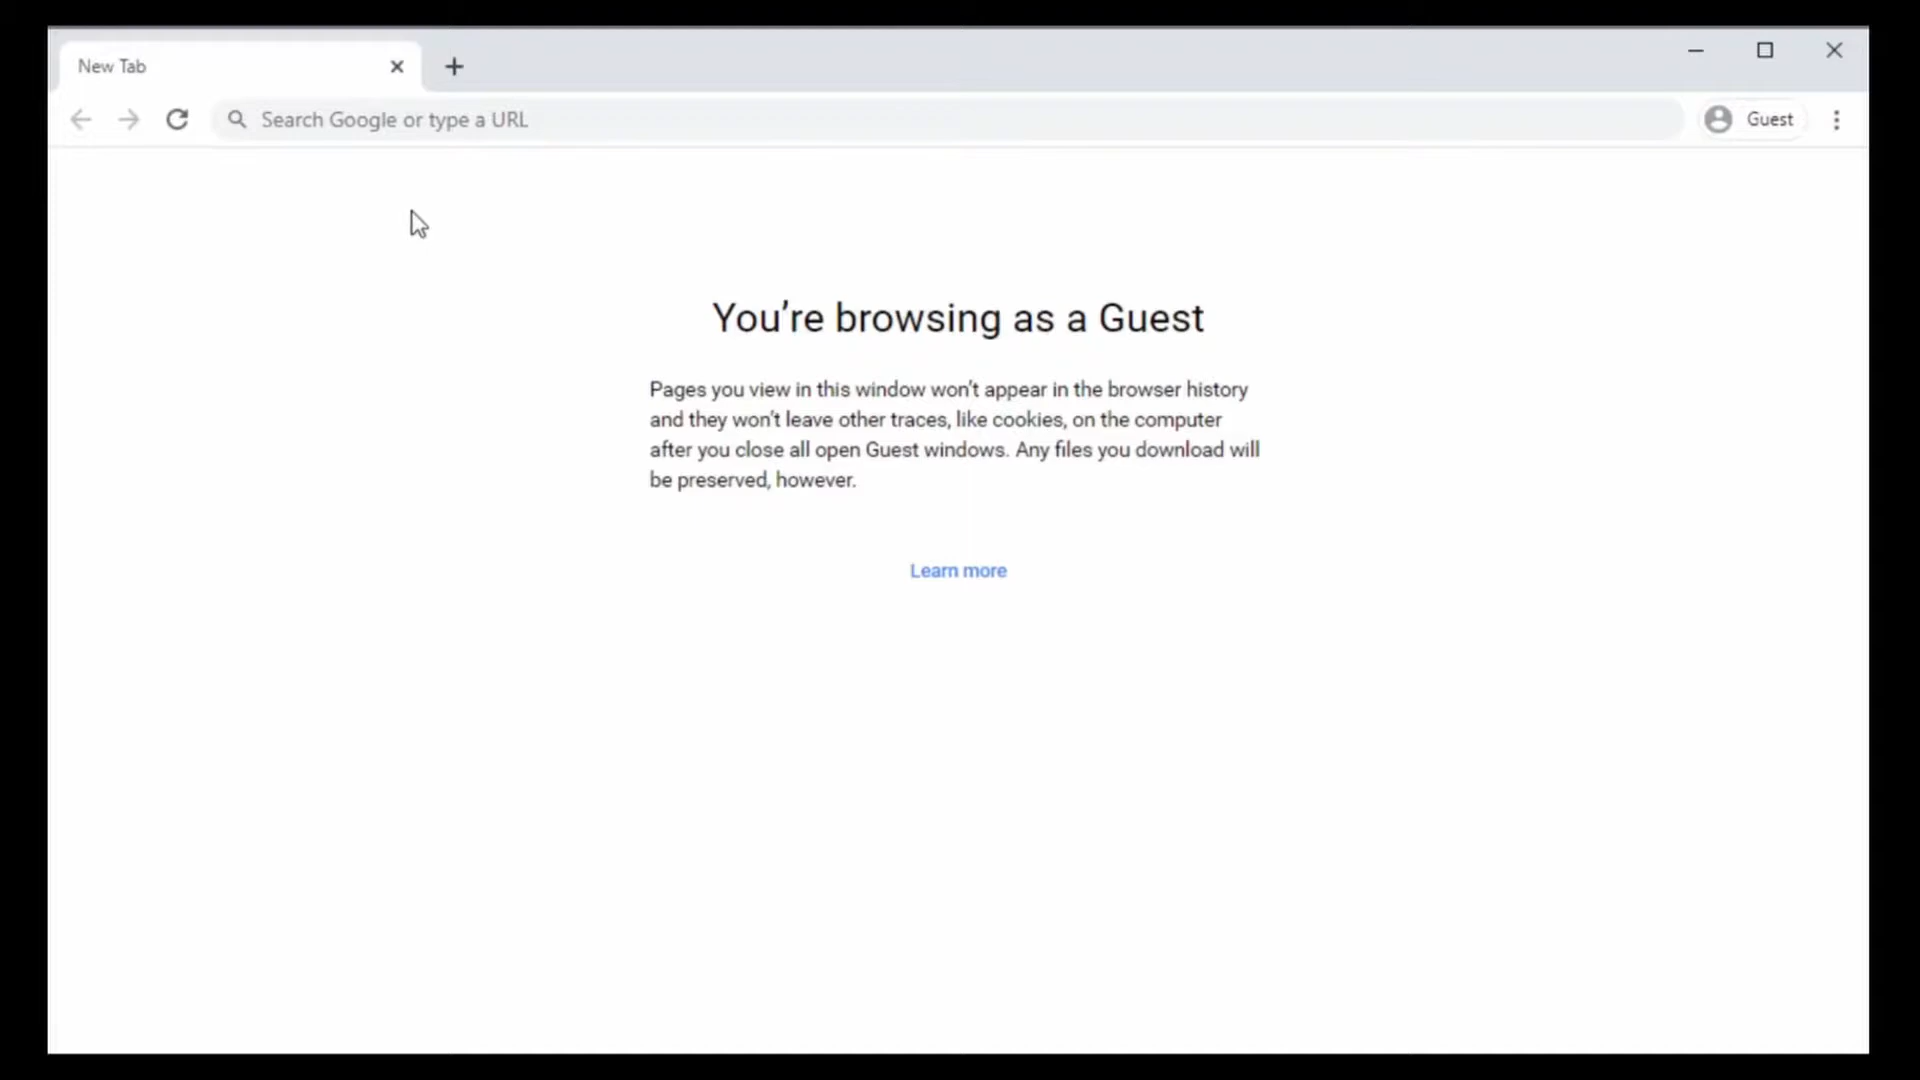 New Tab
Search Google or type a URL
Guest
You're browsing as a Guest
Pages you view in this window won't appear in the browser history
and they won't leave other traces, like cookies, on the computer
after you close all open Guest windows. Any files you download will
be preserved, however.
Learn more